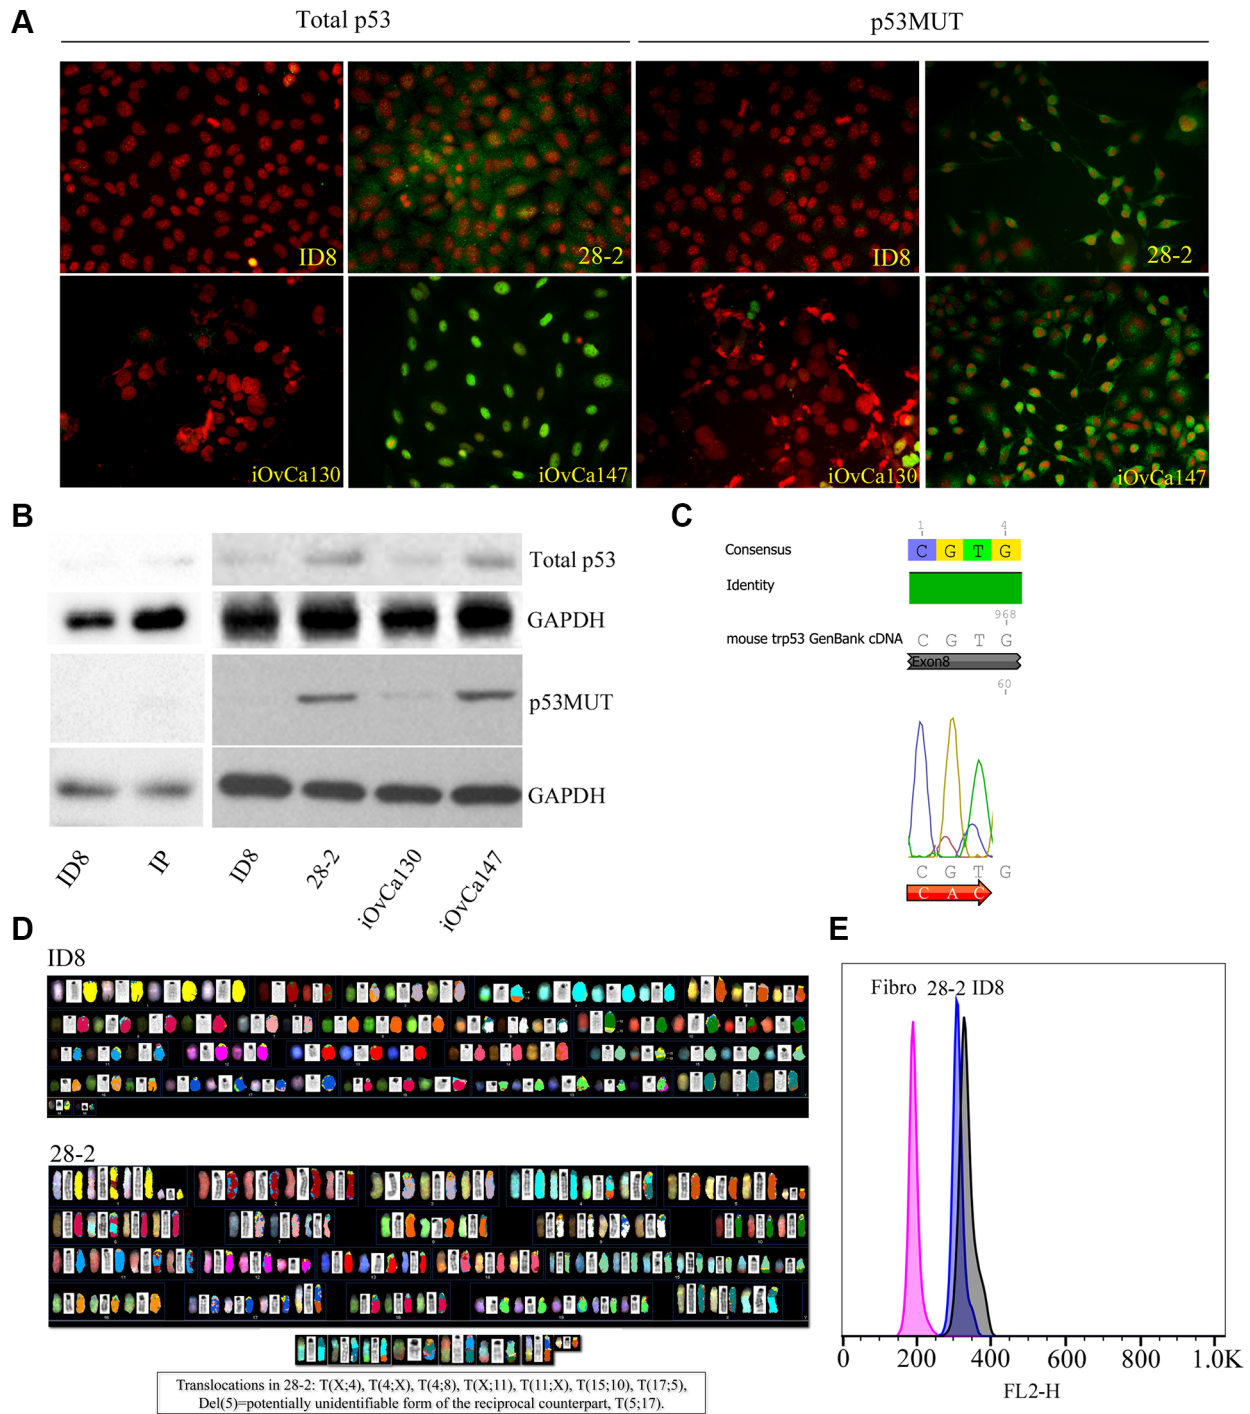 A
Total p53
p53MUT
ID8
28-2
ID8
28-2
iOvCa130
iOvCa147
iOvCa130
iOvCa147
B
Total p53
GAPDH
p53MUT
GAPDH
ID8
IP
ID8
28-2
iOvCa130
iOvCa147
C
1 4
Consensus
C G T G
Identity
968
mouse trp53 GenBank cDNA
C G T G
Exon8
60
C G T G
C A C
D
ID8
28-2
Translocations in 28-2: T(X;4), T(4;X), T(4;8), T(X;11), T(11;X), T(15;10), T(17;5),
Del(5)=potentially unidentifiable form of the reciprocal counterpart, T(5;17).
E
Fibro 28-2 ID8
0 200 400 600 800 1.0K
FL2-H